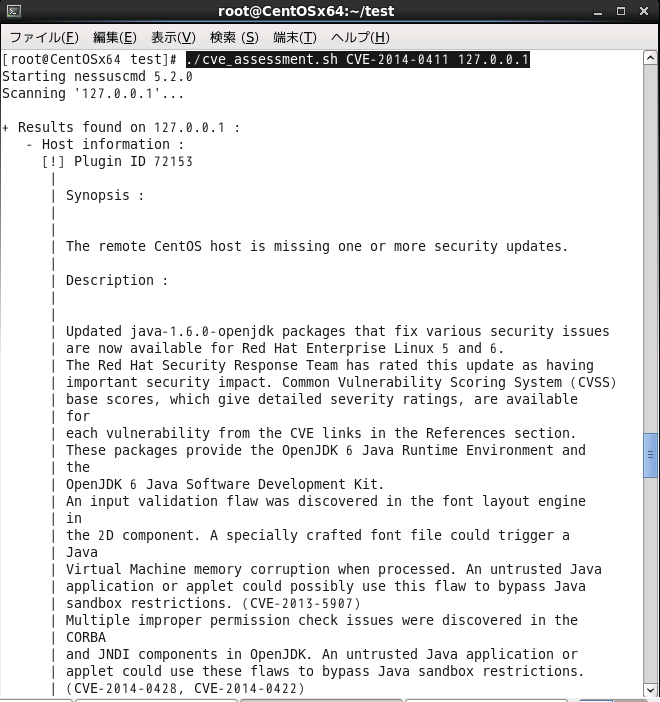 root@CentOSx64:~/test
ファイル(F) 編集(E) 表示(V) 検索 (S) 端末(T) ヘルプ(H)
[root@CentOSx64 test]# ./cve_assessment.sh CVE-2014-0411 127.0.0.1
Starting nessuscmd 5.2.0
Scanning '127.0.0.1'...
+ Results found on 127.0.0.1 :
- Host information :
[!] Plugin ID 72153
|
| Synopsis :
|
|
| The remote CentOS host is missing one or more security updates.
|
| Description :
|
|
| Updated java-1.6.0-openjdk packages that fix various security issues
| are now available for Red Hat Enterprise Linux 5 and 6.
| The Red Hat Security Response Team has rated this update as having
| important security impact. Common Vulnerability Scoring System (CVSS)
| base scores, which give detailed severity ratings, are available
| for
| each vulnerability from the CVE links in the References section.
| These packages provide the OpenJDK 6 Java Runtime Environment and
| the
| OpenJDK 6 Java Software Development Kit.
| An input validation flaw was discovered in the font layout engine
| in
| the 2D component. A specially crafted font file could trigger a
| Java
| Virtual Machine memory corruption when processed. An untrusted Java
| application or applet could possibly use this flaw to bypass Java
| sandbox restrictions. (CVE-2013-5907)
| Multiple improper permission check issues were discovered in the
| CORBA
| and JNDI components in OpenJDK. An untrusted Java application or
| applet could use these flaws to bypass Java sandbox restrictions.
| (CVE-2014-0428, CVE-2014-0422)